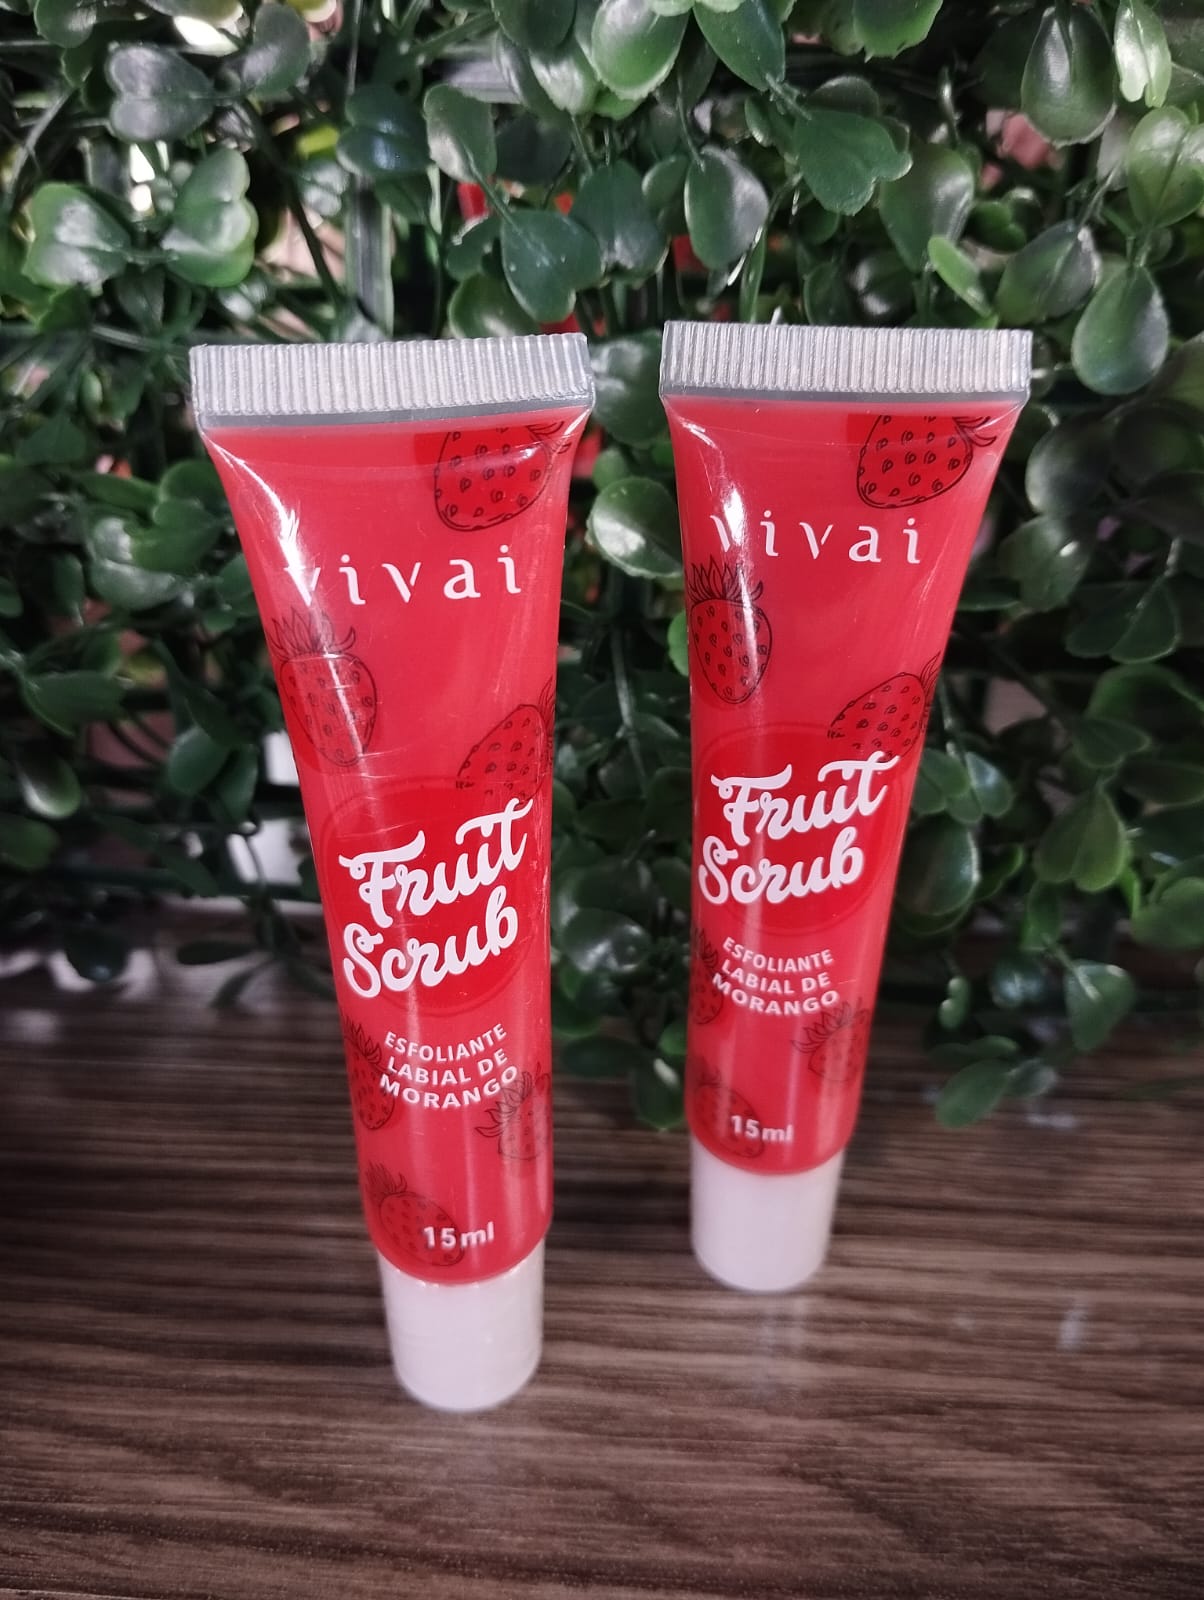 vivai
Fruit
Scrub
ESFOLIANTE
LABIAL DE
MORANGO
15ml
vivai
Fruit
Scrub
ESFOLIANTE
LABIAL DE
MORANGO
15ml